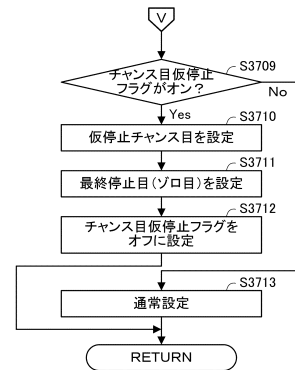 V
チャンス目仮停止
フラグがオン？
S3709
No
Yes
S3710
仮停止チャンス目を設定
S3711
最終停止目(ゾロ目)を設定
S3712
チャンス目仮停止フラグを
オフに設定
S3713
通常設定
RETURN